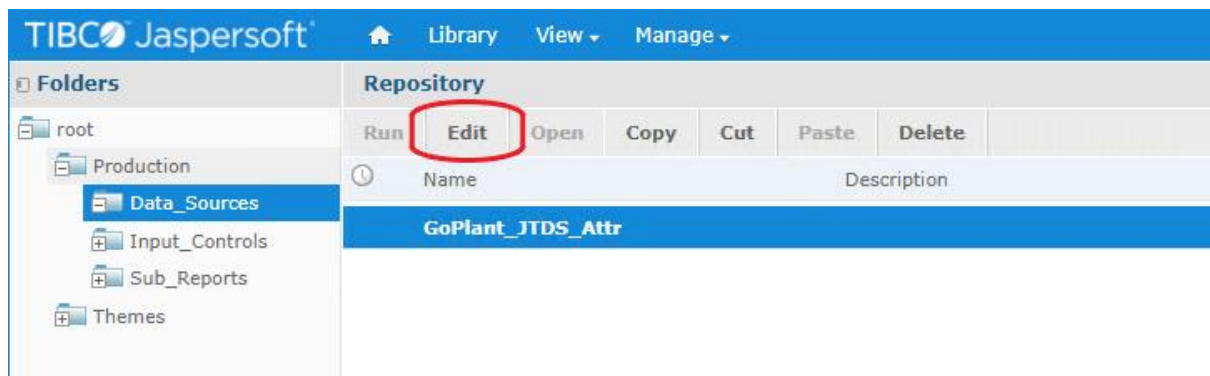 TIBCO Jaspersoft® Library View Manage
Folders
root
Production
Data_Sources
Input_Controls
Sub_Reports
Themes
Repository
Run Edit Open Copy Cut Paste Delete
Name Description
GoPlant_JTDS_Attr